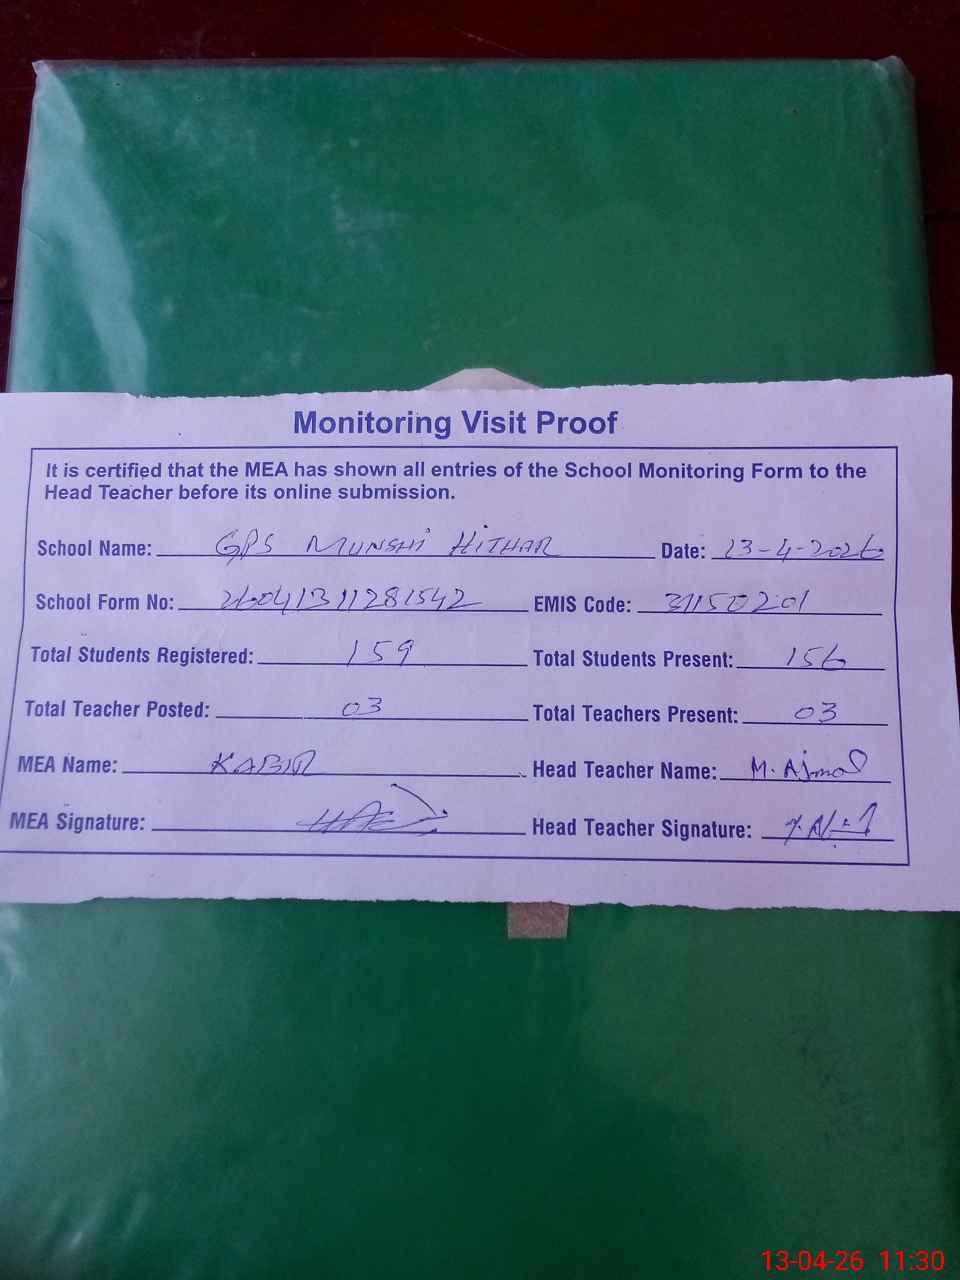 Monitoring Visit Proof
It is certified that the MEA has shown all entries of the School Monitoring Form to the
Head Teacher before its online submission.
School Name: GPS MUNSHI HITHAR Date: 13-4-2026
School Form No: 26041311281542 EMIS Code: 31150201
Total Students Registered: 159 Total Students Present: 156
Total Teacher Posted: 03 Total Teachers Present: 03
MEA Name: KABIR Head Teacher Name: M. Ajmal
MEA Signature: Head Teacher Signature:
13-04-26 11:30